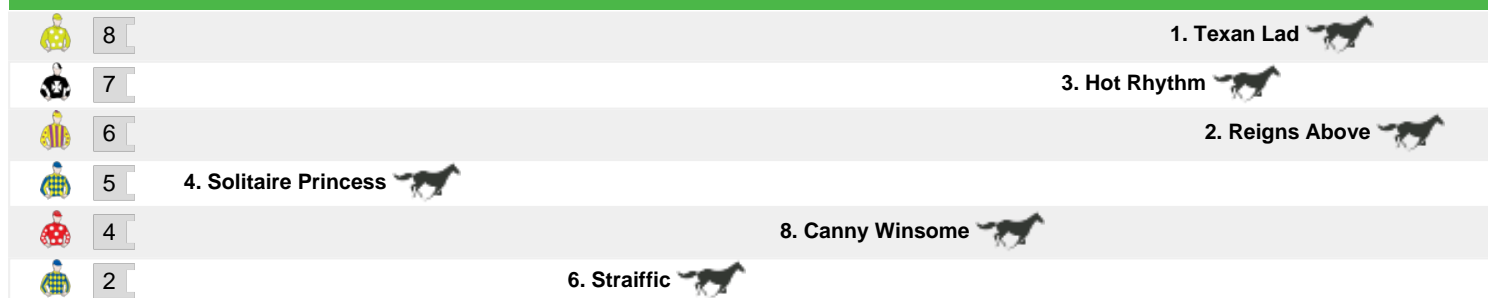 8 1. Texan Lad
7 3. Hot Rhythm
6 2. Reigns Above
5 4. Solitaire Princess
4 8. Canny Winsome
2 6. Straiffic